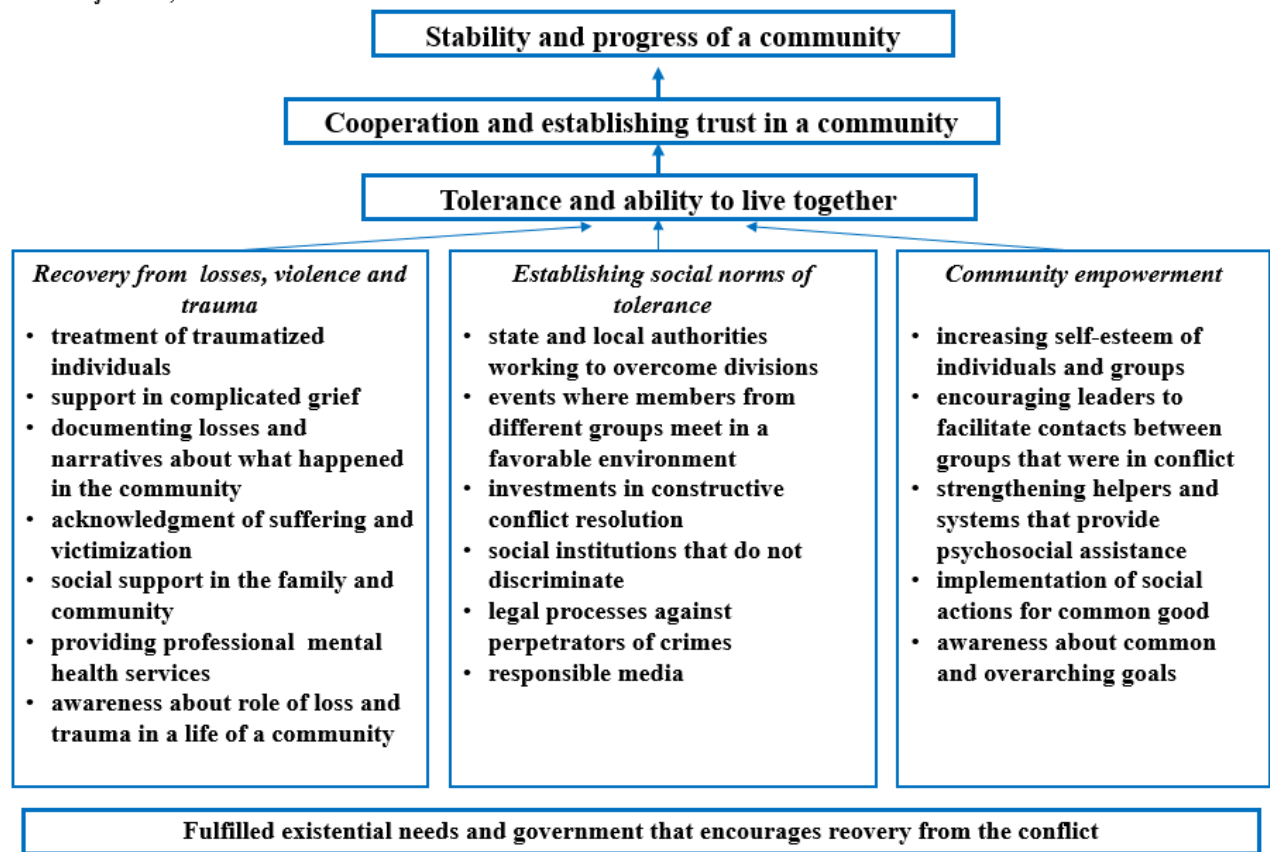 Stability and progress of a community
Cooperation and establishing trust in a community
Tolerance and ability to live together
Recovery from losses, violence and
trauma
• treatment of traumatized
individuals
• support in complicated grief
• documenting losses and
narratives about what happened
in the community
• acknowledgment of suffering and
victimization
• social support in the family and
community
• providing professional mental
health services
• awareness about role of loss and
trauma in a life of a community
Establishing social norms of
tolerance
• state and local authorities
working to overcome divisions
• events where members from
different groups meet in a
favorable environment
• investments in constructive
conflict resolution
• social institutions that do not
discriminate
• legal processes against
perpetrators of crimes
• responsible media
Community empowerment
• increasing self-esteem of
individuals and groups
• encouraging leaders to
facilitate contacts between
groups that were in conflict
• strengthening helpers and
systems that provide
psychosocial assistance
• implementation of social
actions for common good
• awareness about common
and overarching goals
Fulfilled existential needs and government that encourages reovery from the conflict